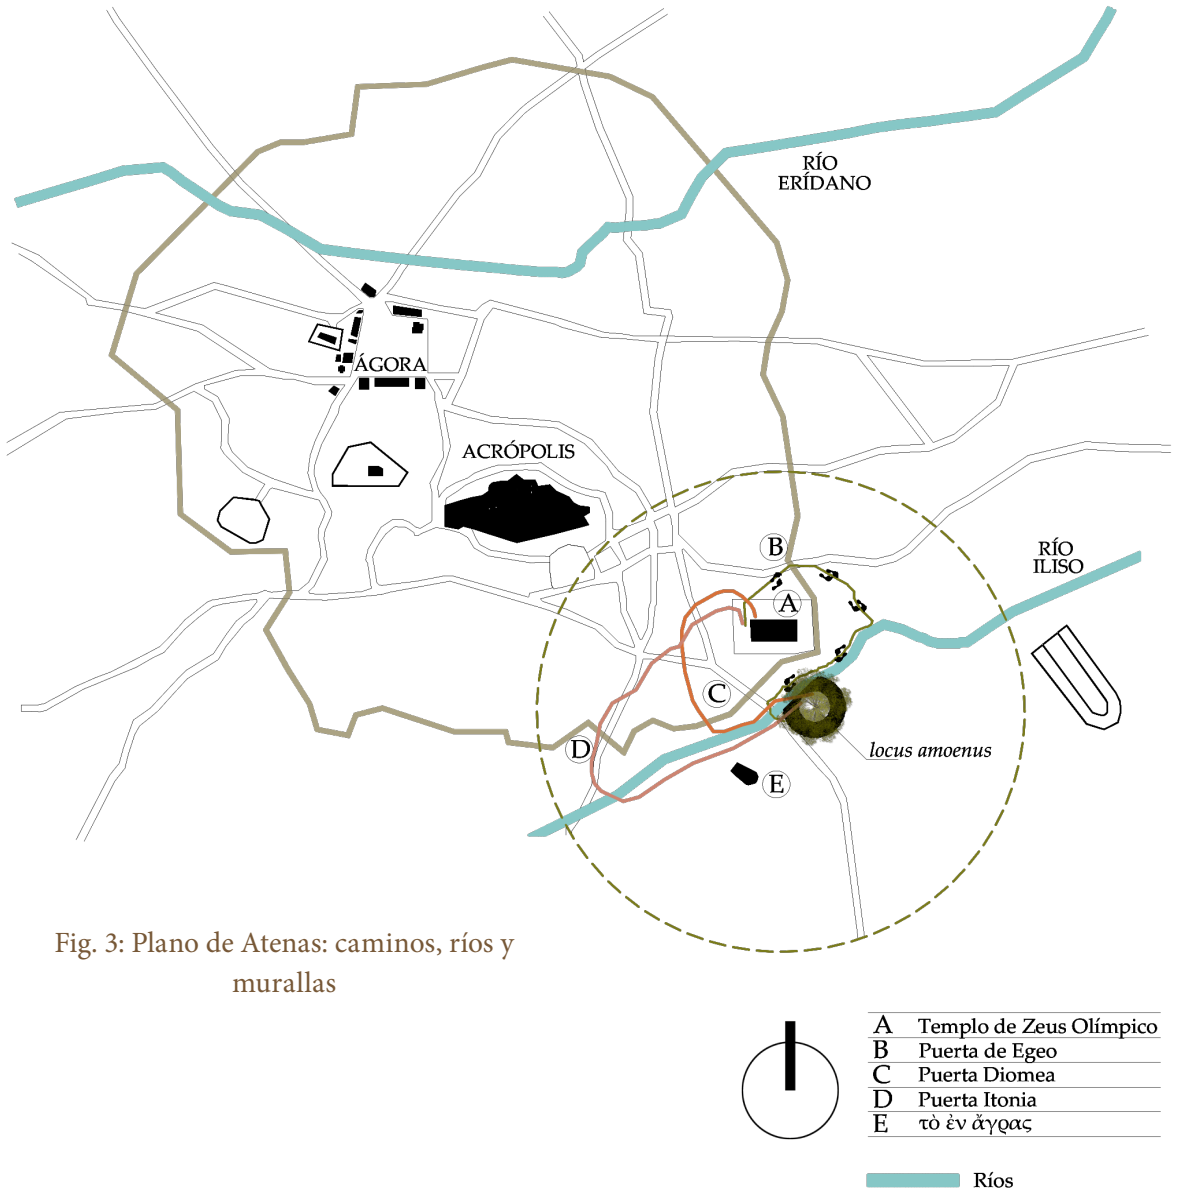 RÍO
ERÍDANO
ÁGORA
ACRÓPOLIS
B
RÍO
ILISO
A
C
D
locus amoenus
E
Fig. 3: Plano de Atenas: caminos, ríos y
murallas
A Templo de Zeus Olímpico
B Puerta de Egeo
C Puerta Diomea
D Puerta Itonia
E τὸ ἐν ἄγρας
Ríos